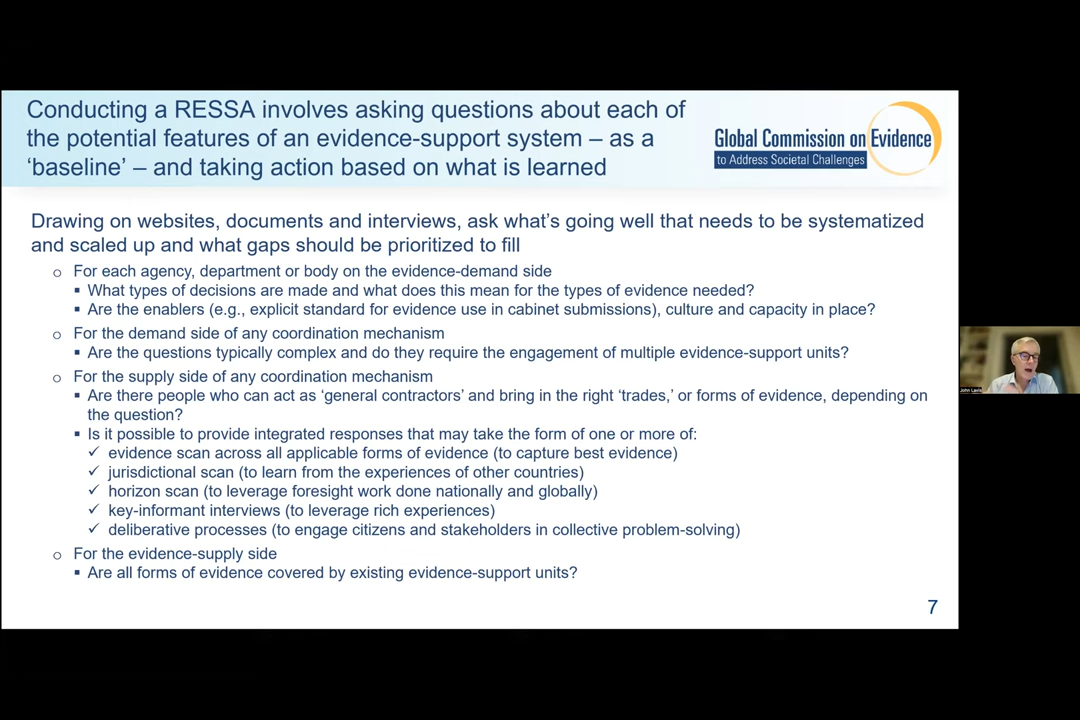 Conducting a RESSA involves asking questions about each of
the potential features of an evidence-support system – as a
‘baseline’ – and taking action based on what is learned
Global Commission on Evidence
to Address Societal Challenges
Drawing on websites, documents and interviews, ask what’s going well that needs to be systematized
and scaled up and what gaps should be prioritized to fill
o For each agency, department or body on the evidence-demand side
▪ What types of decisions are made and what does this mean for the types of evidence needed?
▪ Are the enablers (e.g., explicit standard for evidence use in cabinet submissions), culture and capacity in place?
o For the demand side of any coordination mechanism
▪ Are the questions typically complex and do they require the engagement of multiple evidence-support units?
o For the supply side of any coordination mechanism
▪ Are there people who can act as ‘general contractors’ and bring in the right ‘trades,’ or forms of evidence, depending on
the question?
▪ Is it possible to provide integrated responses that may take the form of one or more of:
✓ evidence scan across all applicable forms of evidence (to capture best evidence)
✓ jurisdictional scan (to learn from the experiences of other countries)
✓ horizon scan (to leverage foresight work done nationally and globally)
✓ key-informant interviews (to leverage rich experiences)
✓ deliberative processes (to engage citizens and stakeholders in collective problem-solving)
o For the evidence-supply side
▪ Are all forms of evidence covered by existing evidence-support units?
7
John Lavis